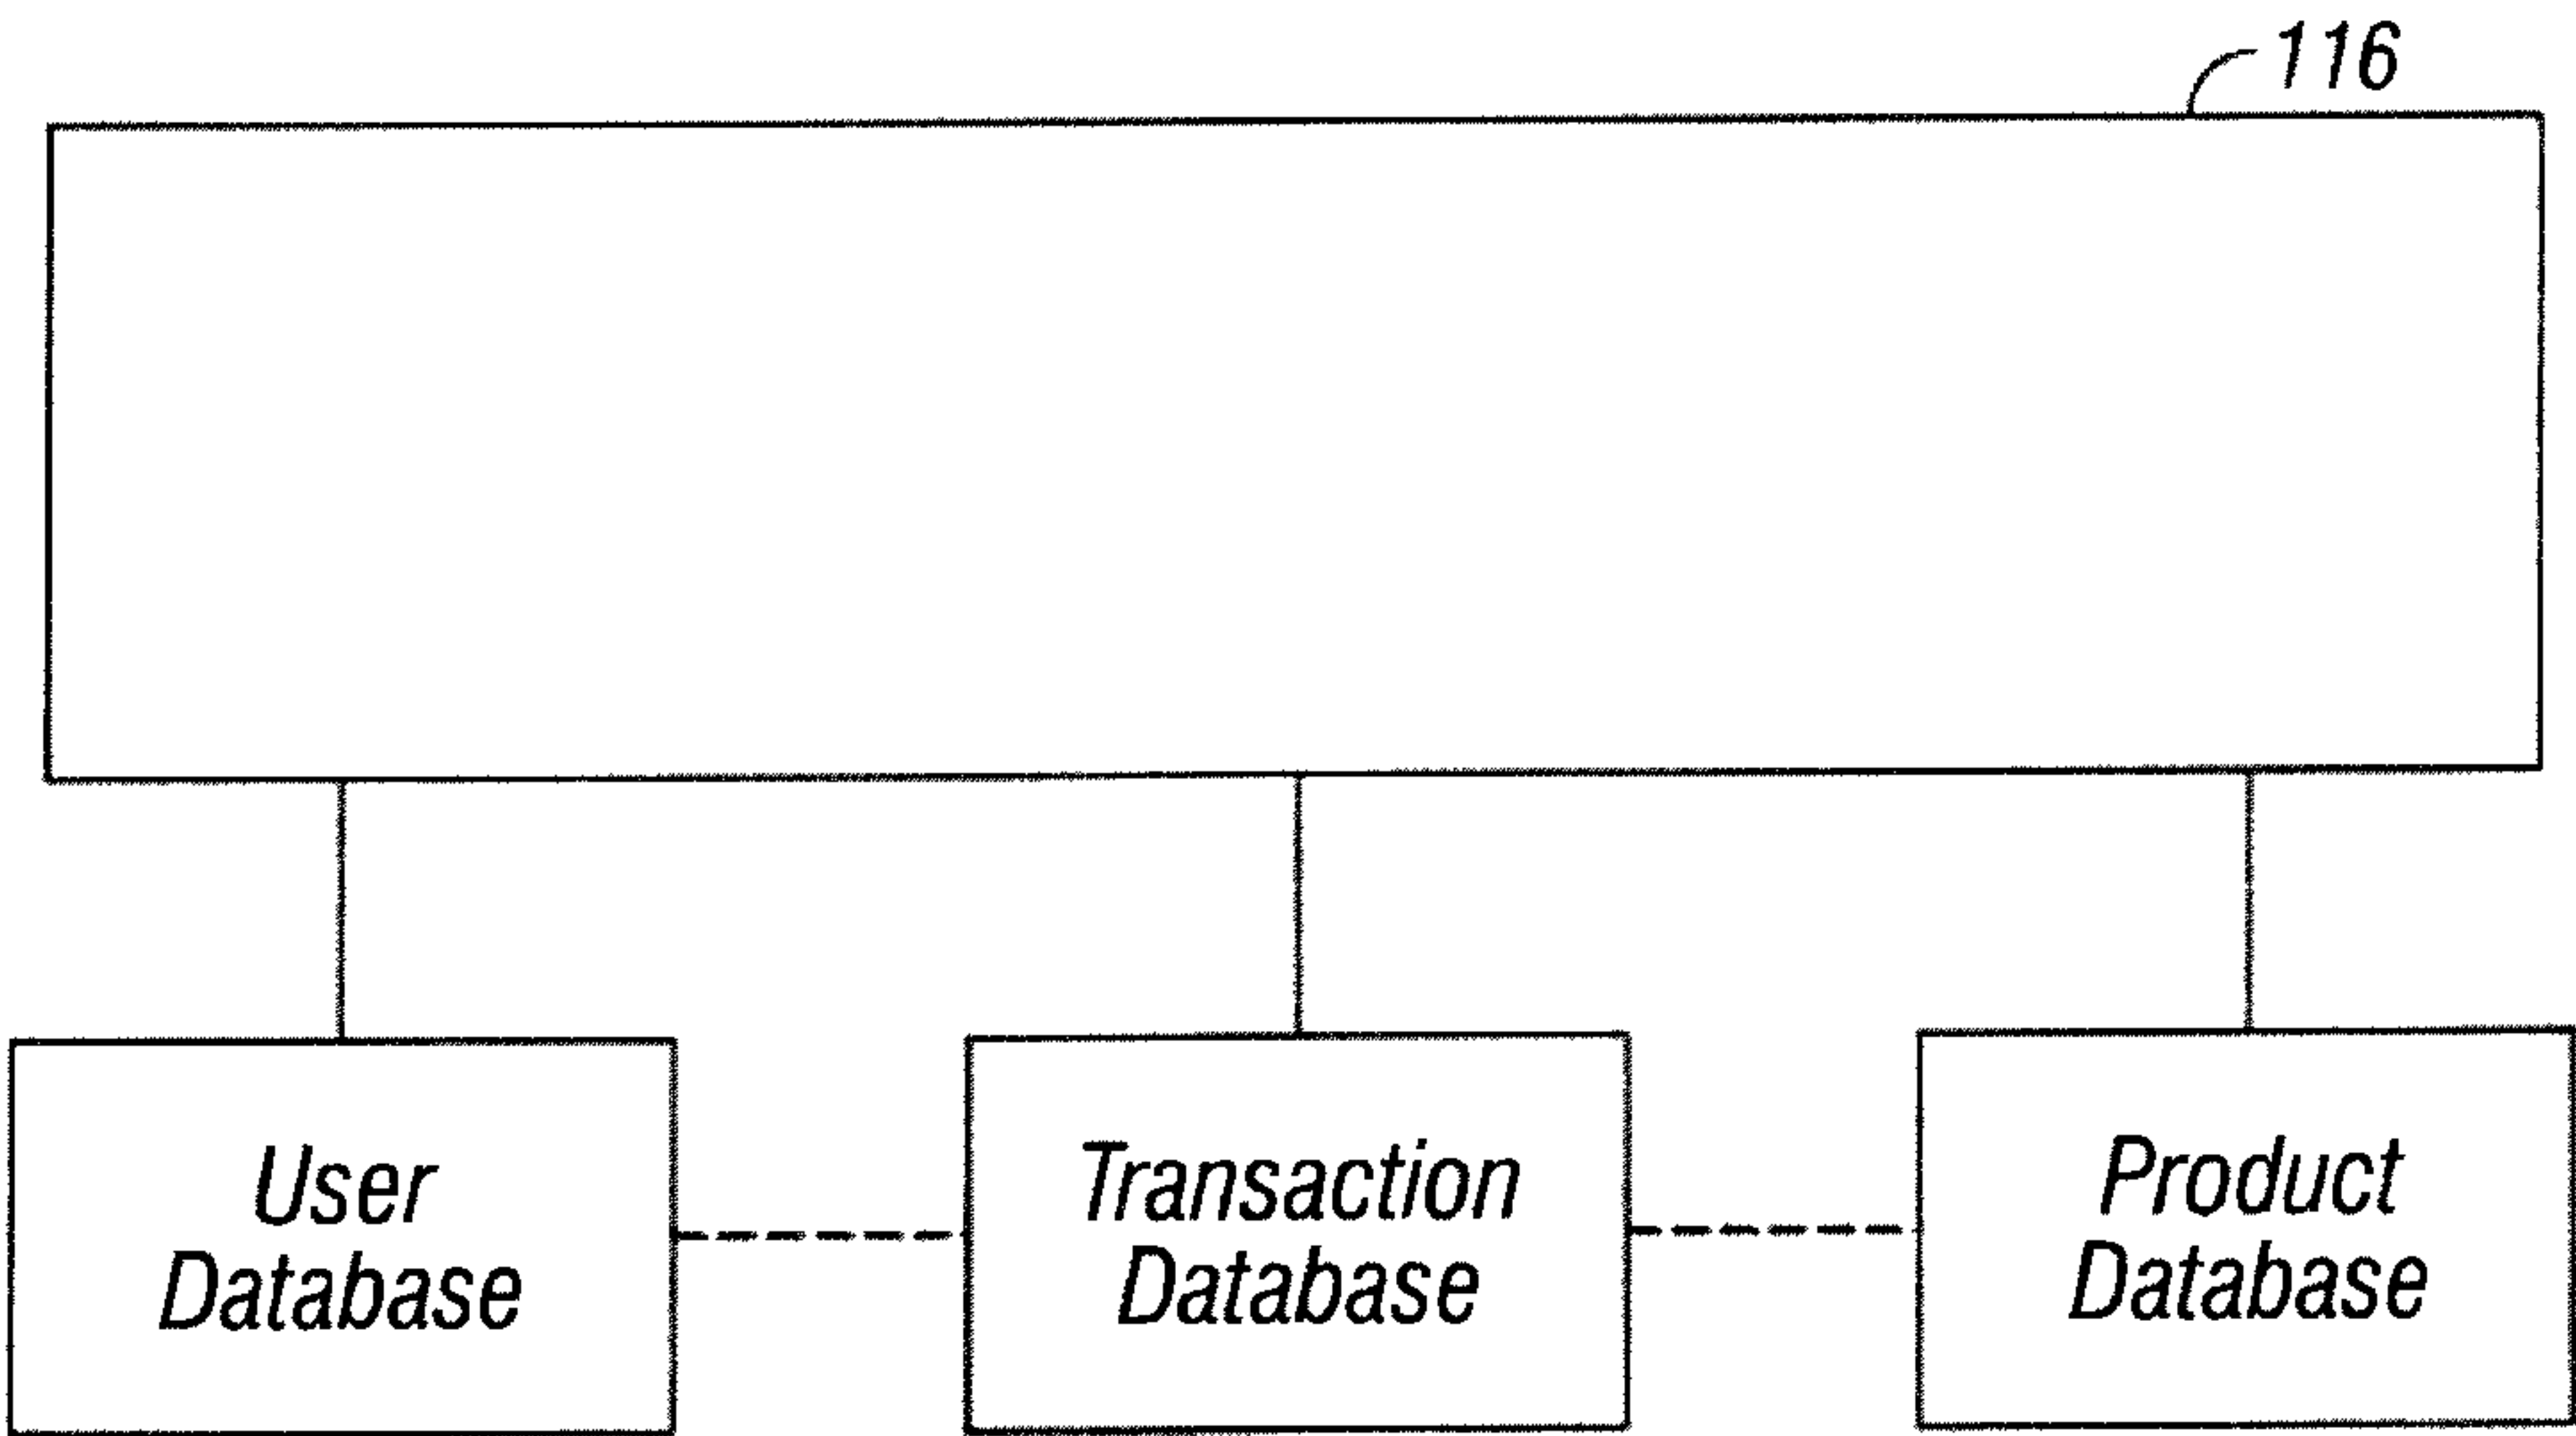 116
User
Database
Transaction
Database
Product
Database